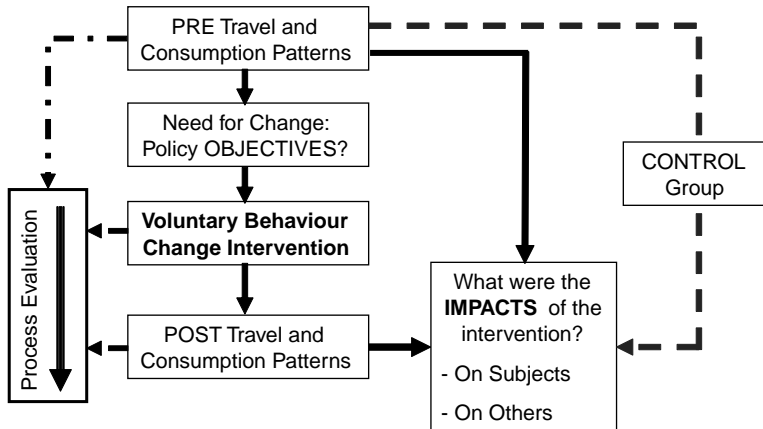 PRE Travel and
Consumption Patterns
Need for Change:
Policy OBJECTIVES?
CONTROL
Group
Voluntary Behaviour
Change Intervention
Process Evaluation
What were the
IMPACTS of the
intervention?
- On Subjects
- On Others
POST Travel and
Consumption Patterns